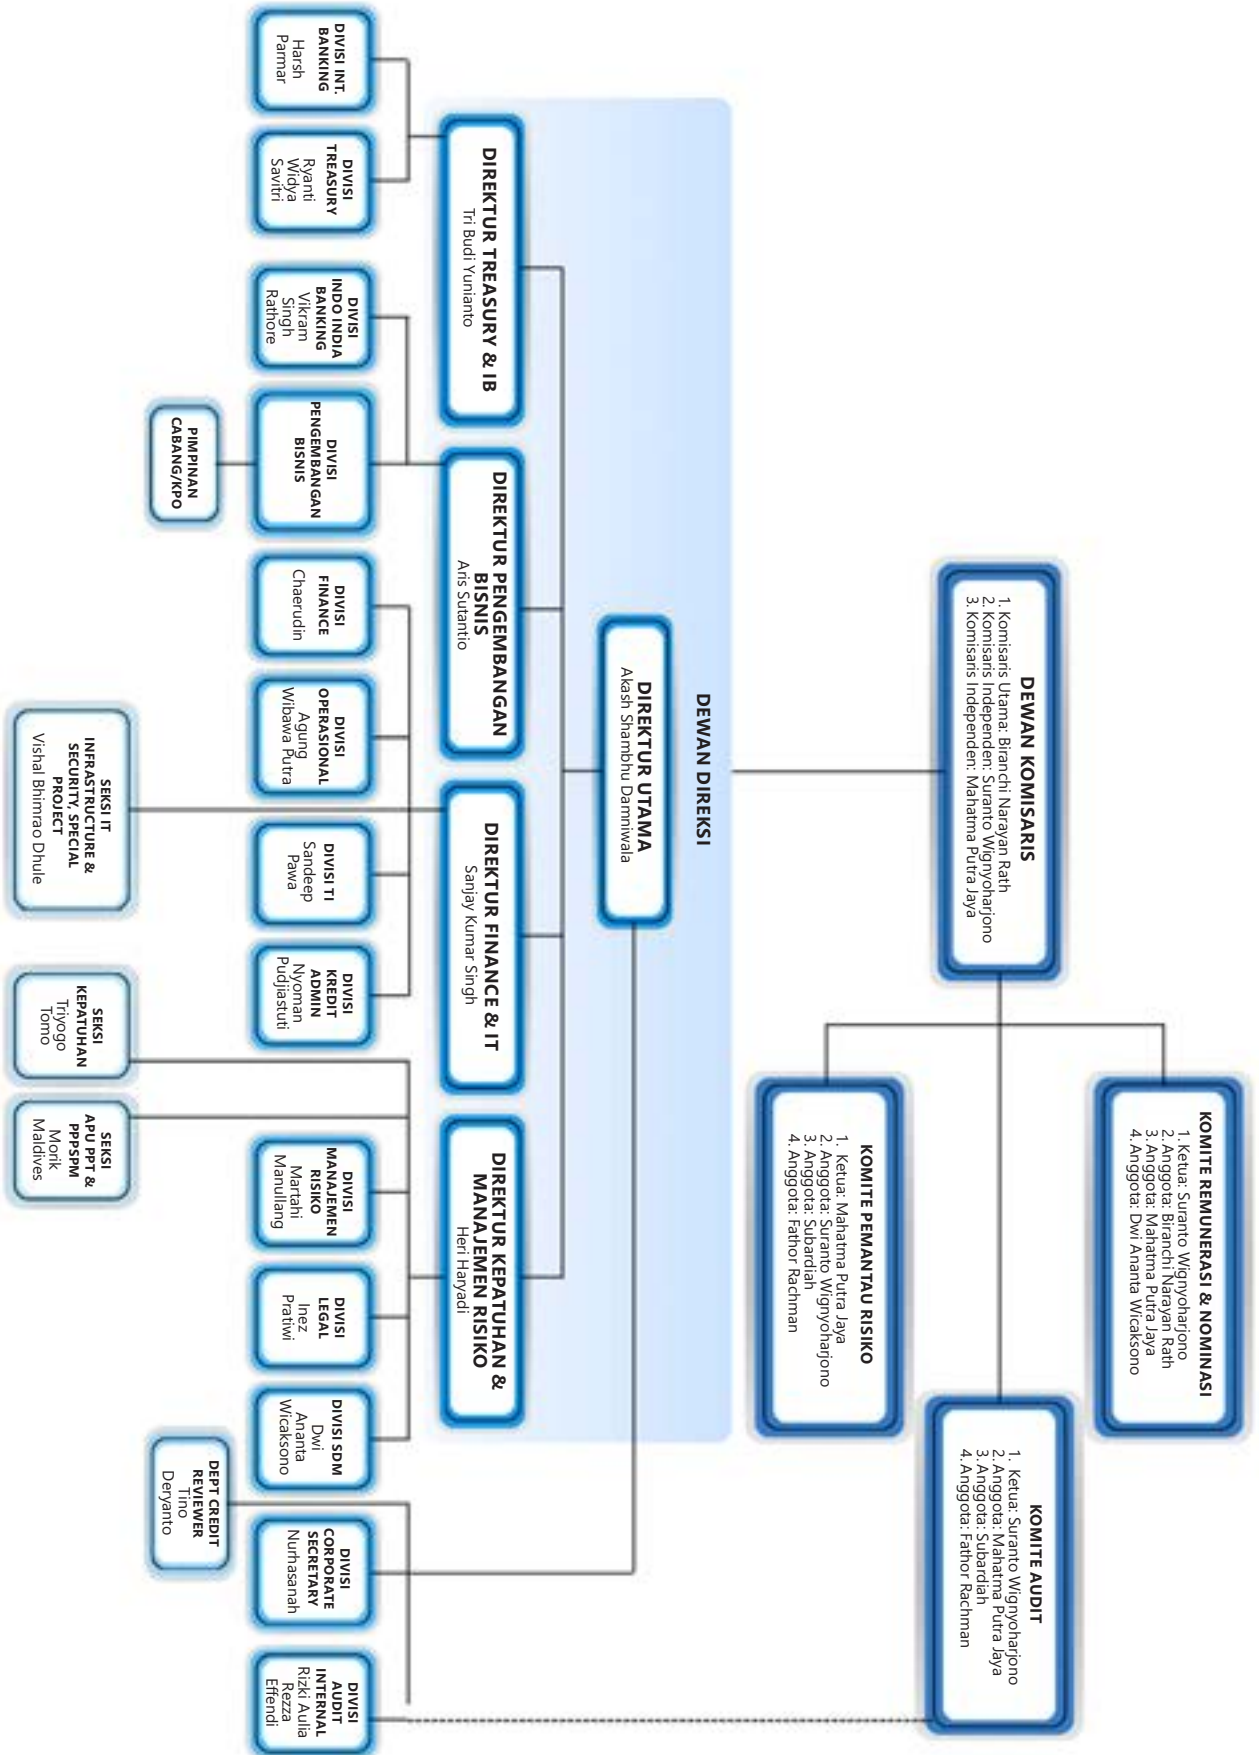 DEWAN KOMISARIS
1. Komisaris Utama: Biranchi Narayan Rath
2. Komisaris Independen: Suranto Wignyoharjono
3. Komisaris Independen: Mahatma Putra Jaya
KOMITE REMUNERASI & NOMINASI
1. Ketua: Suranto Wignyoharjono
2. Anggota: Biranchi Narayan Rath
3. Anggota: Mahatma Putra Jaya
4. Anggota: Dwi Ananta Wicaksono
KOMITE AUDIT
1. Ketua: Suranto Wignyoharjono
2. Anggota: Mahatma Putra Jaya
3. Anggota: Subardiah
4. Anggota: Fathor Rachman
KOMITE PEMANTAU RISIKO
1. Ketua: Mahatma Putra Jaya
2. Anggota: Suranto Wignyoharjono
3. Anggota: Subardiah
4. Anggota: Fathor Rachman
DEWAN DIREKSI
DIREKTUR UTAMA
Akash Shambhu Damniwala
DIREKTUR TREASURY & IB
Tri Budi Yunianto
DIREKTUR PENGEMBANGAN
BISNIS
Aris Sutantio
DIREKTUR FINANCE & IT
Sanjay Kumar Singh
DIREKTUR KEPATUHAN &
MANAJEMEN RISIKO
Heri Haryadi
DIVISI INT.
BANKING
Harsh
Parmar
DIVISI
TREASURY
Ryanti
Widya
Savitri
DIVISI
INDO INDIA
BANKING
Vikram
Singh
Rathore
DIVISI
PENGEMBANGAN
BISNIS
DIVISI
FINANCE
Chaerudin
DIVISI
OPERASIONAL
Agung
Wibawa Putra
DIVISI TI
Sandeep
Pawa
DIVISI
KREDIT
ADMIN
Nyoman
Pudjiastuti
DIVISI
MANAJEMEN
RISIKO
Martahi
Manullang
DIVISI
LEGAL
Inez
Pratiwi
DIVISI SDM
Dwi
Ananta
Wicaksono
DIVISI
CORPORATE
SECRETARY
Nurhasanah
DIVISI
AUDIT
INTERNAL
Rizki Aulia
Rezza
Effendi
PIMPINAN
CABANG/KPO
DEPT CREDIT
REVIEWER
Tino
Deryanto
SEKSI IT
INFRASTRUCTURE &
SECURITY, SPECIAL
PROJECT
Vishal Bhimrao Dhule
SEKSI
KEPATUHAN
Triyogo
Tomo
SEKSI
APU PPT &
PPPSPM
Morik
Maldives